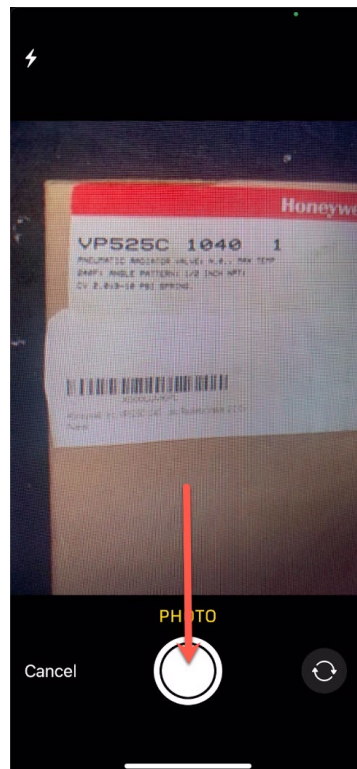 Honeywe
VP525C 1040 1
PNEUMATIC RADIATOR VALVE; N.O., MAX TEMP
240F; ANGLE PATTERN; 1/2 INCH NPT;
CV 2.0;3-10 PSI SPRING.
PHOTO
Cancel